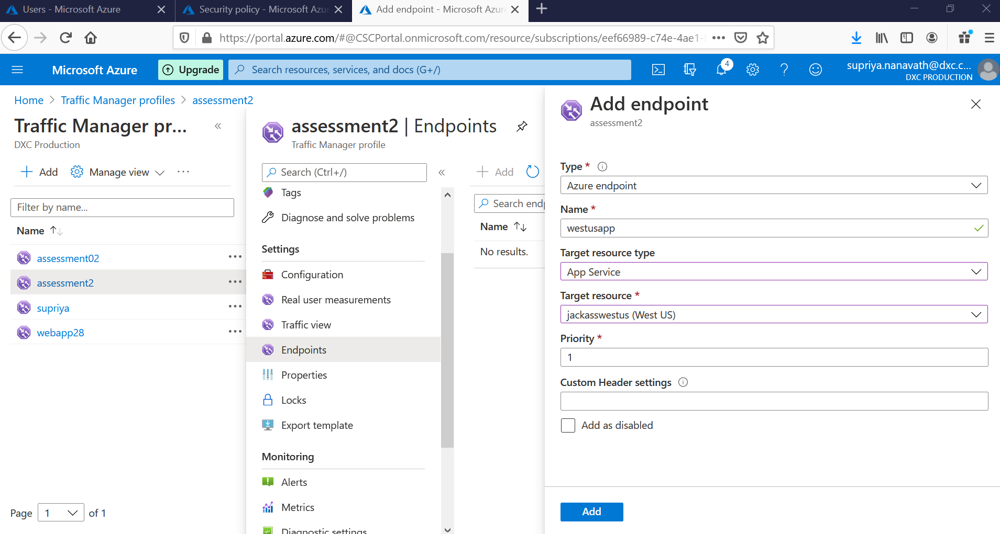 Users - Microsoft Azure
Security policy - Microsoft Azur
Add endpoint - Microsoft Azure
https://portal.azure.com/#@CSCPortal.onmicrosoft.com/resource/subscriptions/eef66989-c74e-4ae1-
Microsoft Azure
Upgrade
Search resources, services, and docs (G+/)
4
supriya.nanavath@dxc.c...
DXC PRODUCTION
Home > Traffic Manager profiles > assessment2
Traffic Manager pr...
DXC Production
Add
Manage view
Filter by name...
Name
assessment02
assessment2
supriya
webapp28
Page 1 of 1
assessment2 | Endpoints
Traffic Manager profile
Search (Ctrl+/)
Tags
Diagnose and solve problems
Settings
Configuration
Real user measurements
Traffic view
Endpoints
Properties
Locks
Export template
Monitoring
Alerts
Metrics
Diagnostic settings
Add
Search endp
Name
No results.
Add endpoint
assessment2
Type *
Azure endpoint
Name *
westusapp
Target resource type
App Service
Target resource *
jackasswestus (West US)
Priority *
1
Custom Header settings
Add as disabled
Add